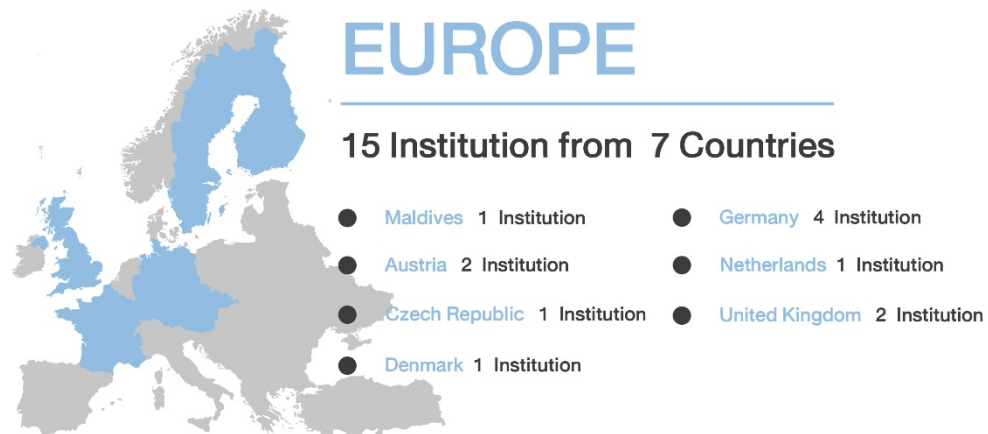 EUROPE
15 Institution from 7 Countries
Maldives 1 Institution
Austria 2 Institution
Czech Republic 1 Institution
Denmark 1 Institution
Germany 4 Institution
Netherlands 1 Institution
United Kingdom 2 Institution